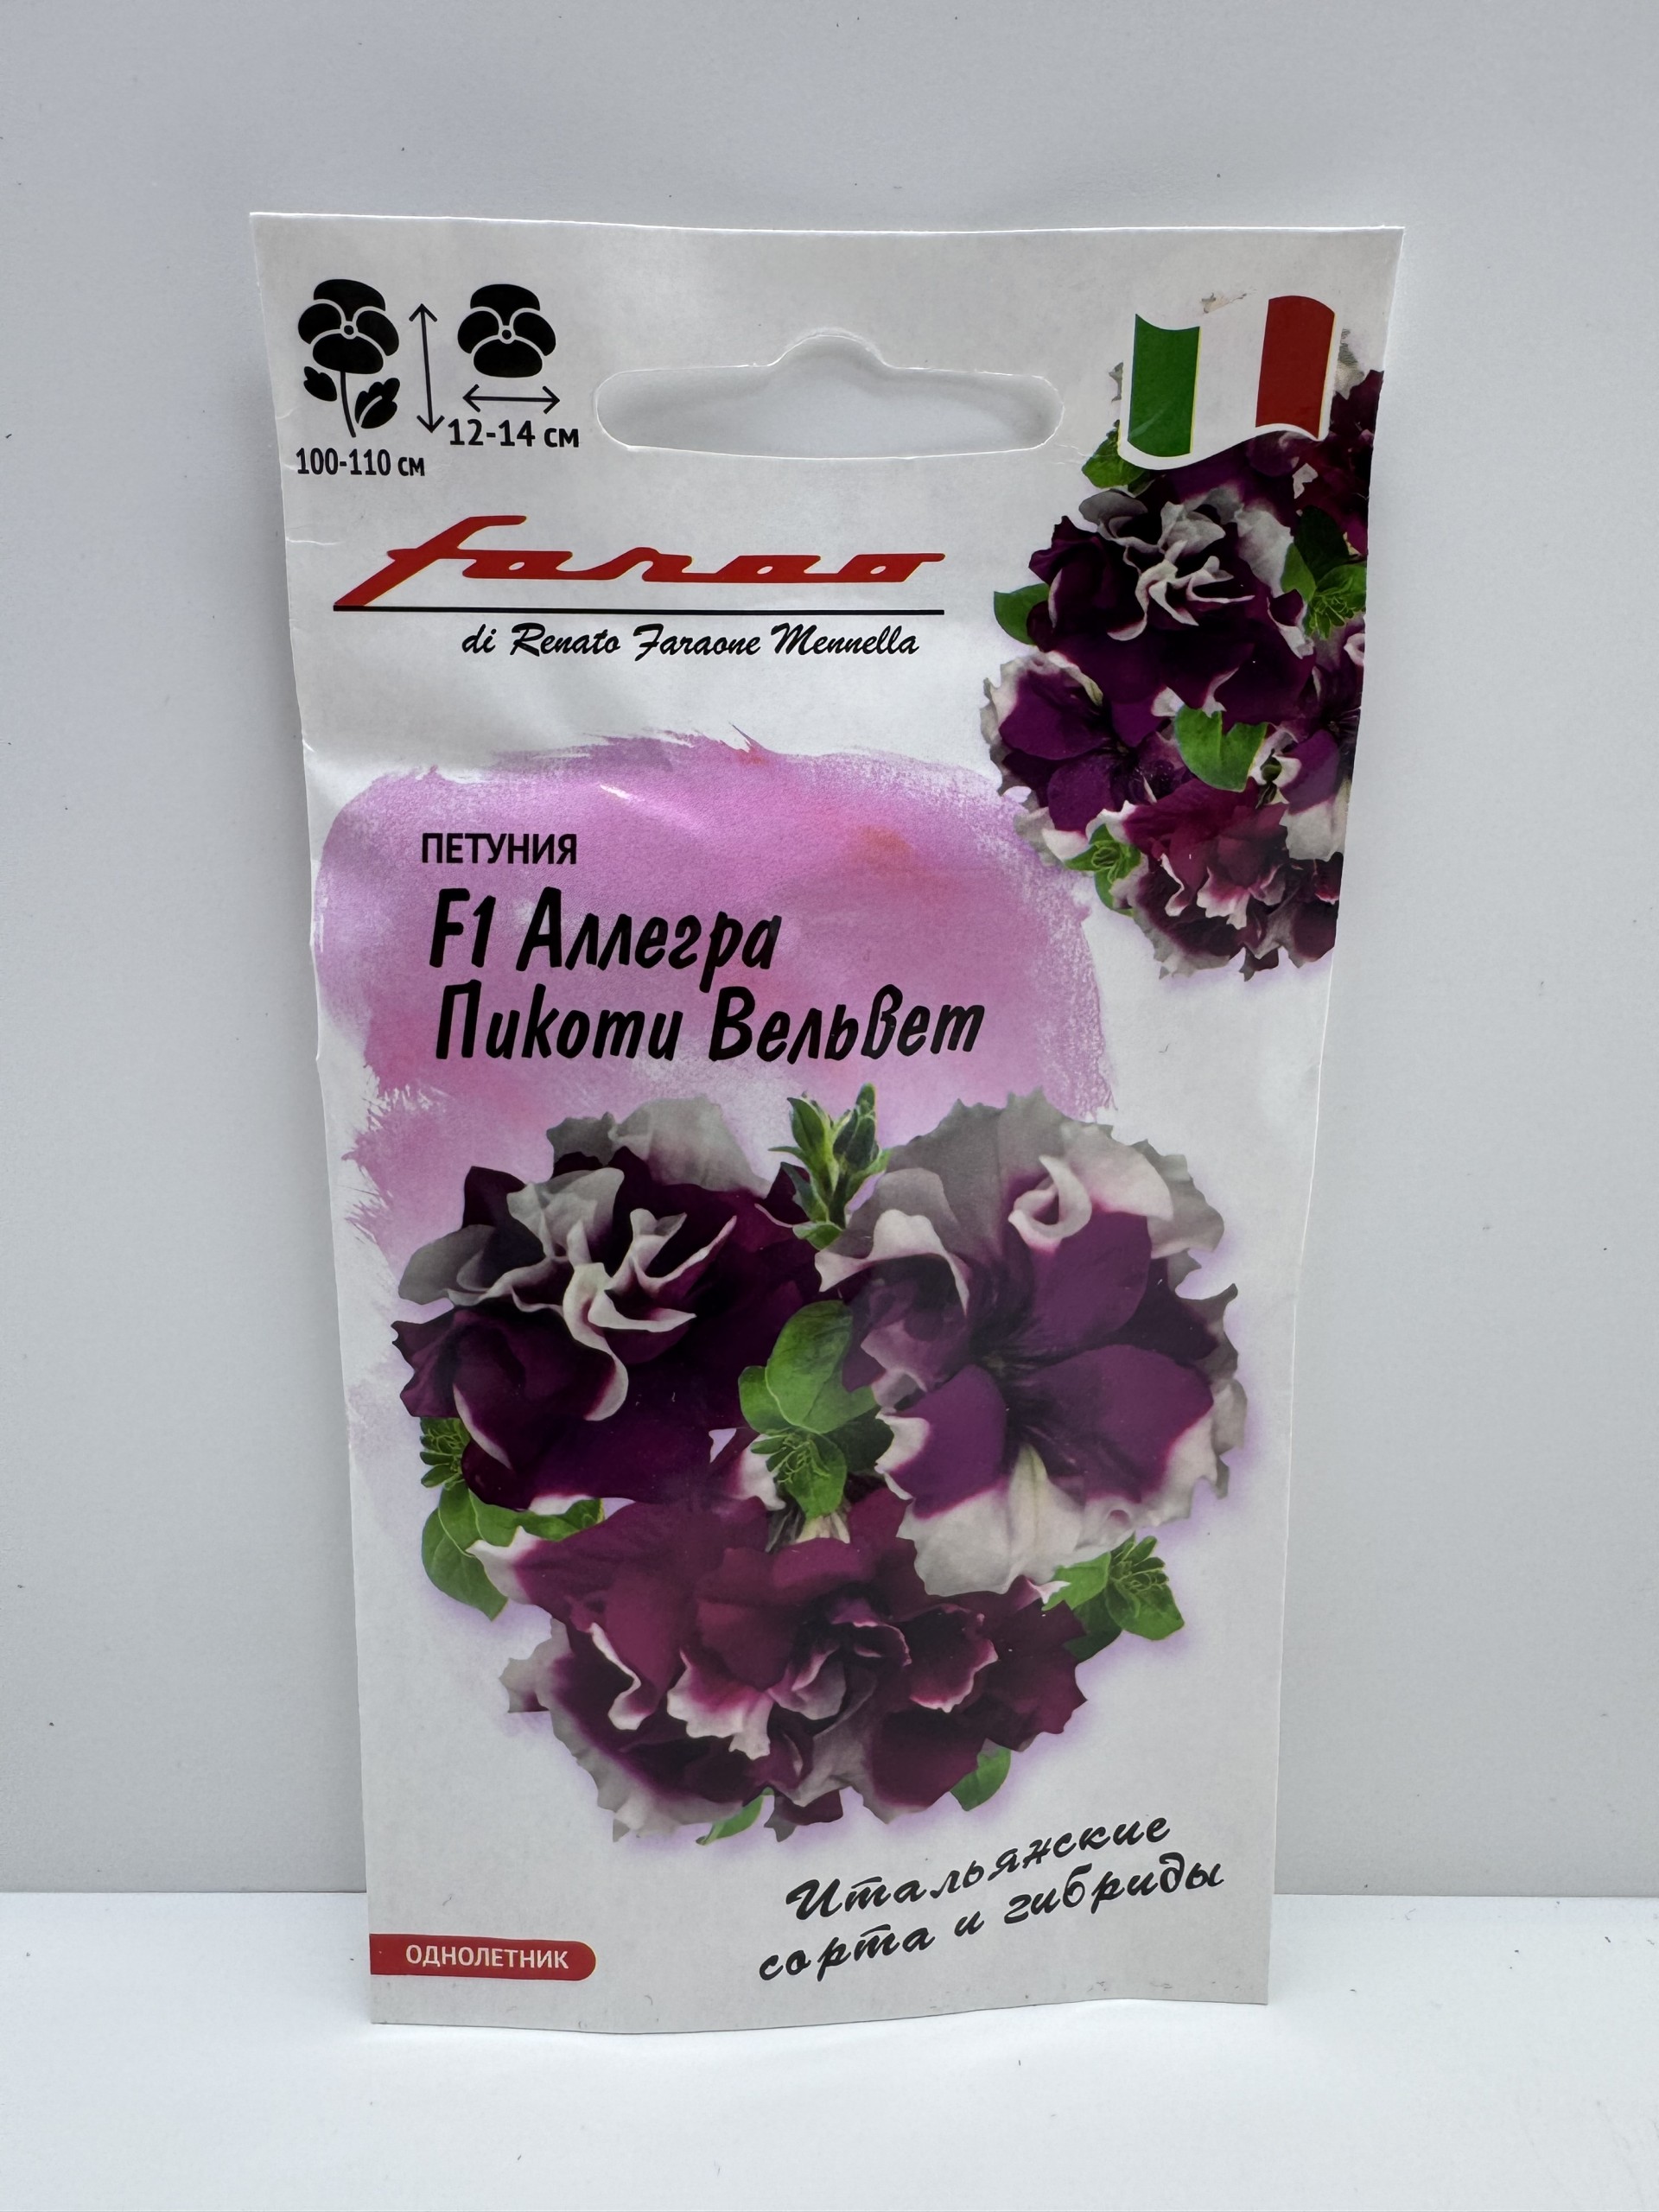 12-14 см
100-110 см
farao
di Renato Faraone Mennella
ПЕТУНИЯ
F1 Аллегра
Пикоти Вельвет
Итальянские
сорта и гибриды
ОДНОЛЕТНИК